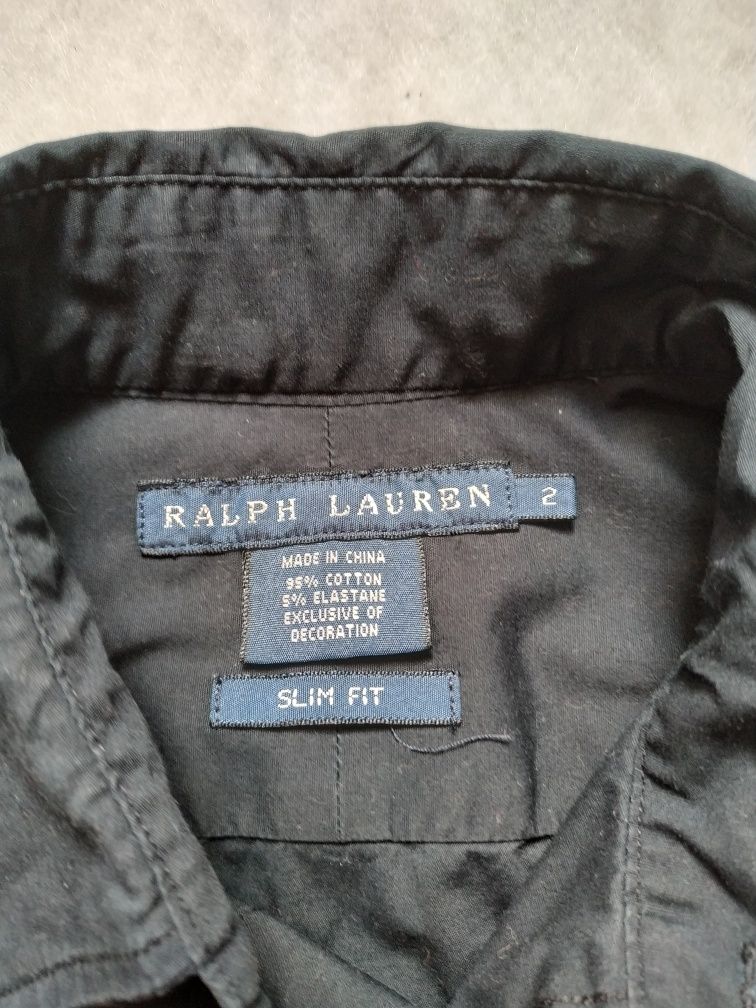 RALPH LAUREN 2
MADE IN CHINA
95% COTTON
5% ELASTANE
EXCLUSIVE OF
DECORATION
SLIM FIT